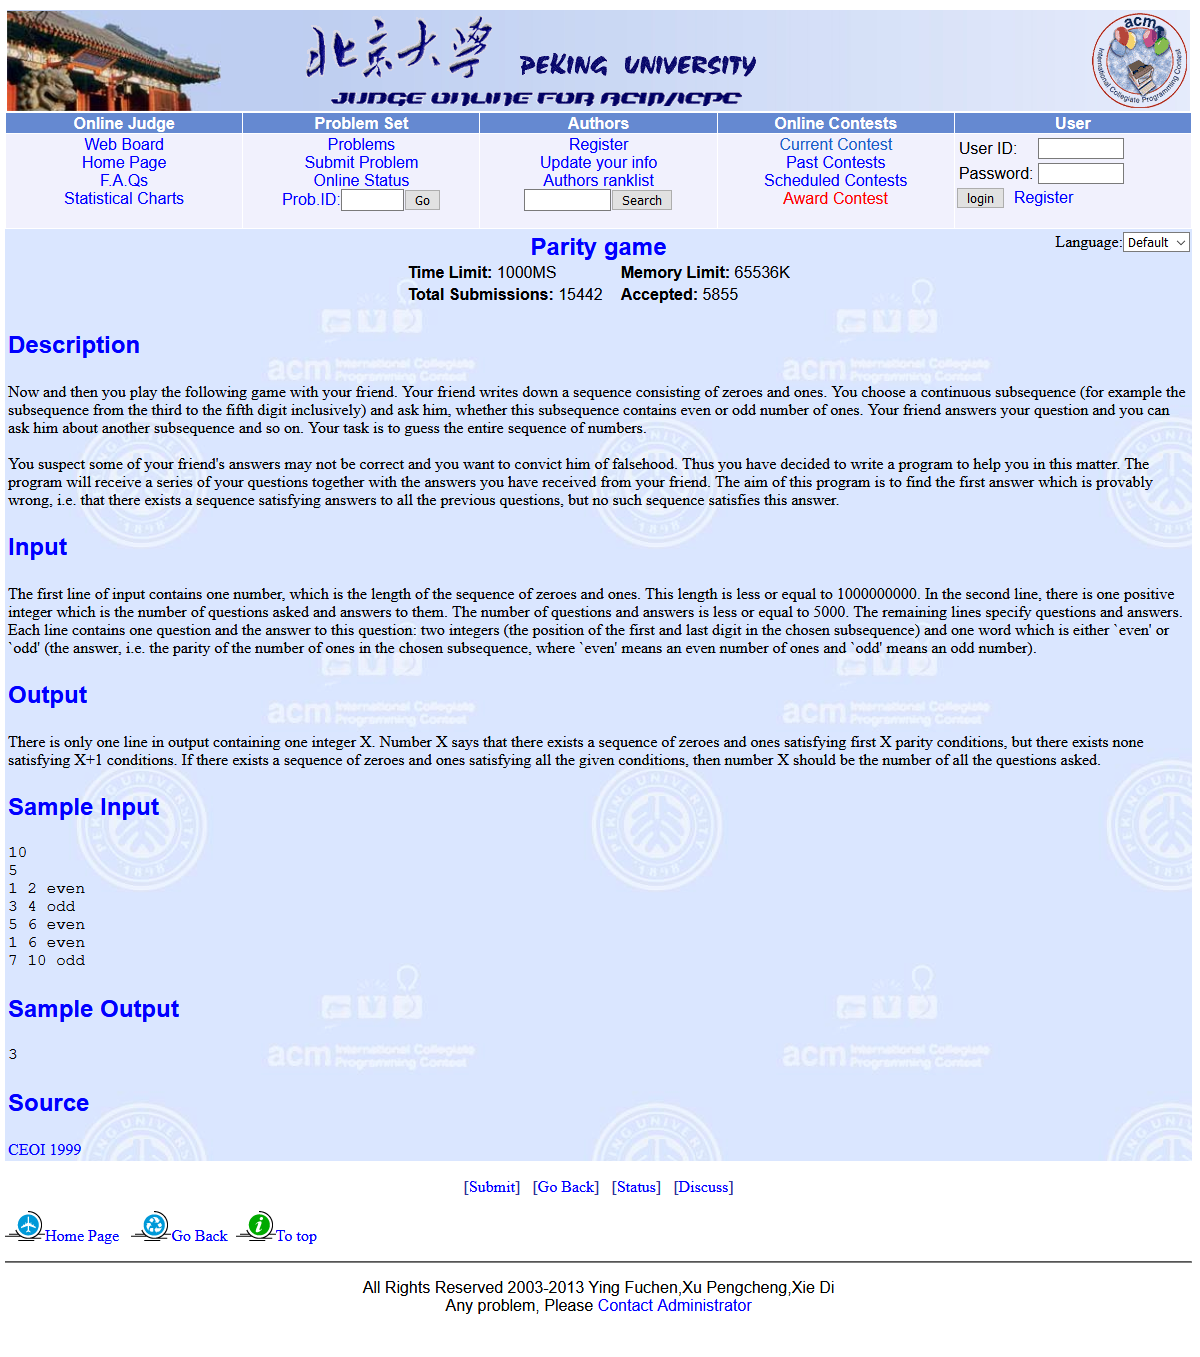 北京大學 PEKING UNIVERSITY
JUDGE ONLINE FOR ACM/ACPC
acm
International Collegiate Programming Contest
Online Judge Problem Set Authors Online Contests User
Web Board Problems Register Current Contest User ID:
Home Page Submit Problem Update your info Past Contests
F.A.Qs Online Status Authors ranklist Scheduled Contests Password:
Statistical Charts Prob.ID: Go Search Award Contest login Register
Parity game Language: Default
Time Limit: 1000MS Memory Limit: 65536K
Total Submissions: 15442 Accepted: 5855
Description
Now and then you play the following game with your friend. Your friend writes down a sequence consisting of zeroes and ones. You choose a continuous subsequence (for example the
subsequence from the third to the fifth digit inclusively) and ask him, whether this subsequence contains even or odd number of ones. Your friend answers your question and you can
ask him about another subsequence and so on. Your task is to guess the entire sequence of numbers.
You suspect some of your friend's answers may not be correct and you want to convict him of falsehood. Thus you have decided to write a program to help you in this matter. The
program will receive a series of your questions together with the answers you have received from your friend. The aim of this program is to find the first answer which is provably
wrong, i.e. that there exists a sequence satisfying answers to all the previous questions, but no such sequence satisfies this answer.
Input
The first line of input contains one number, which is the length of the sequence of zeroes and ones. This length is less or equal to 1000000000. In the second line, there is one positive
integer which is the number of questions asked and answers to them. The number of questions and answers is less or equal to 5000. The remaining lines specify questions and answers.
Each line contains one question and the answer to this question: two integers (the position of the first and last digit in the chosen subsequence) and one word which is either `even' or
`odd' (the answer, i.e. the parity of the number of ones in the chosen subsequence, where `even' means an even number of ones and `odd' means an odd number).
Output
There is only one line in output containing one integer X. Number X says that there exists a sequence of zeroes and ones satisfying first X parity conditions, but there exists none
satisfying X+1 conditions. If there exists a sequence of zeroes and ones satisfying all the given conditions, then number X should be the number of all the questions asked.
Sample Input
10
5
1 2 even
3 4 odd
5 6 even
1 6 even
7 10 odd
Sample Output
3
Source
CEOI 1999
[Submit] [Go Back] [Status] [Discuss]
Home Page Go Back To top
All Rights Reserved 2003-2013 Ying Fuchen,Xu Pengcheng,Xie Di
Any problem, Please Contact Administrator